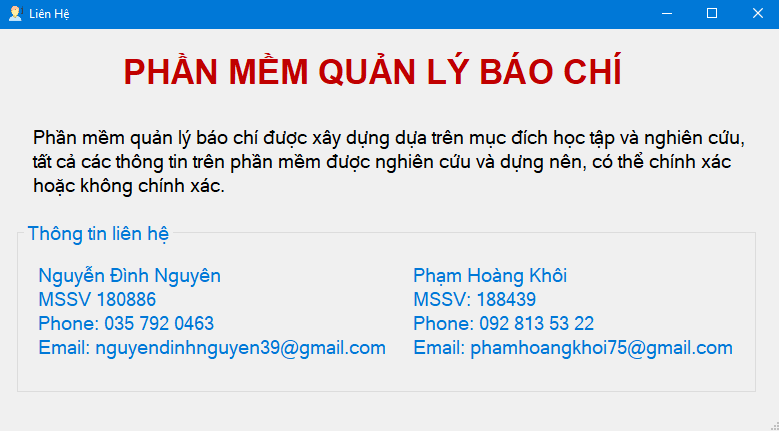 Liên Hệ
PHẦN MỀM QUẢN LÝ BÁO CHÍ
Phần mềm quản lý báo chí được xây dựng dựa trên mục đích học tập và nghiên cứu,
tất cả các thông tin trên phần mềm được nghiên cứu và dựng nên, có thể chính xác
hoặc không chính xác.
Thông tin liên hệ
Nguyễn Đình Nguyên
MSSV 180886
Phone: 035 792 0463
Email: nguyendinhnguyen39@gmail.com
Phạm Hoàng Khôi
MSSV: 188439
Phone: 092 813 53 22
Email: phamhoangkhoi75@gmail.com